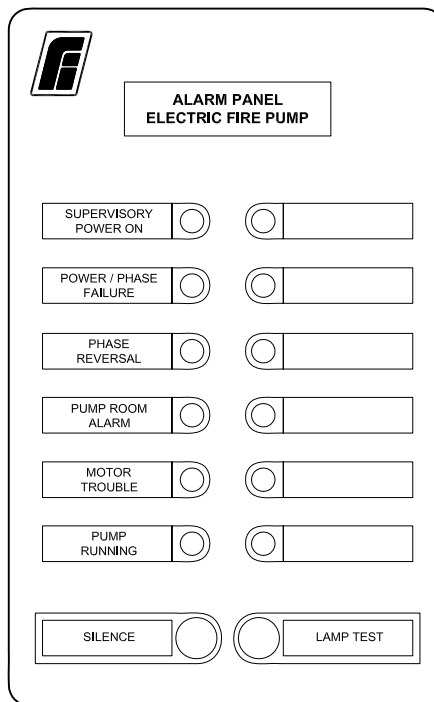 ALARM PANEL
ELECTRIC FIRE PUMP
SUPERVISORY
POWER ON
POWER / PHASE
FAILURE
PHASE
REVERSAL
PUMP ROOM
ALARM
MOTOR
TROUBLE
PUMP
RUNNING
SILENCE
LAMP TEST